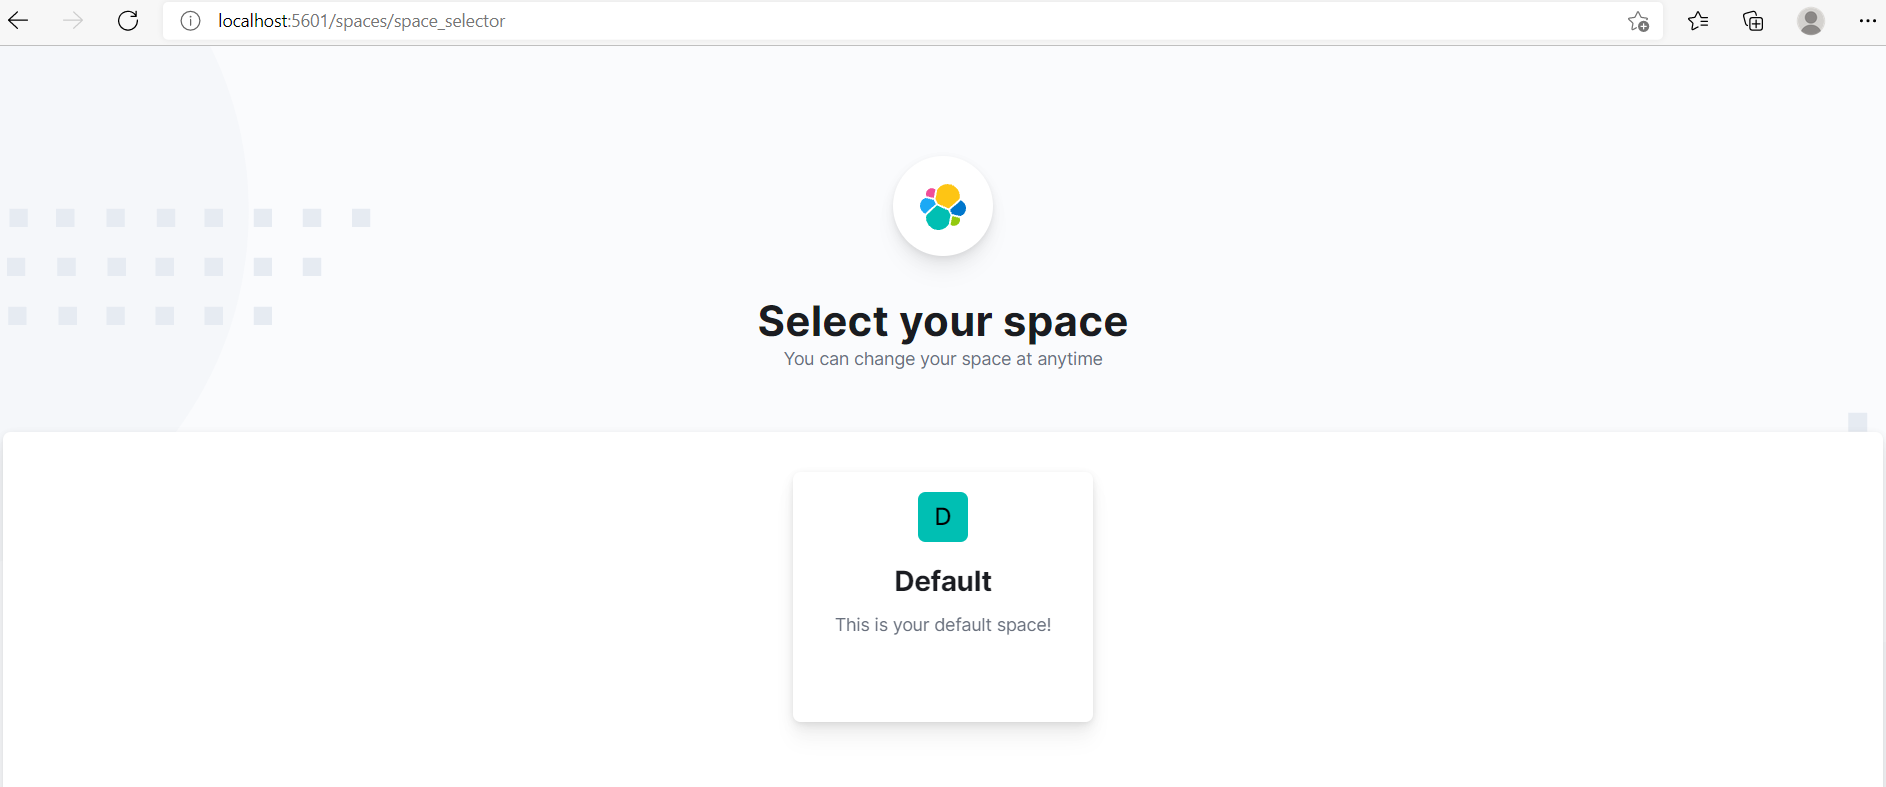 localhost:5601/spaces/space_selector
Select your space
You can change your space at anytime
D
Default
This is your default space!